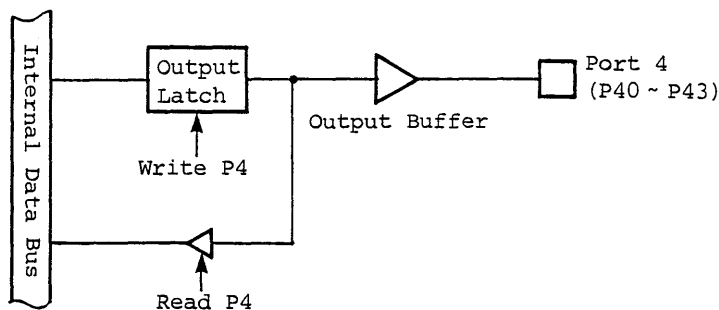 Internal Data Bus
Output
Latch
Write P4
Output Buffer
Port 4
(P40 ~ P43)
Read P4